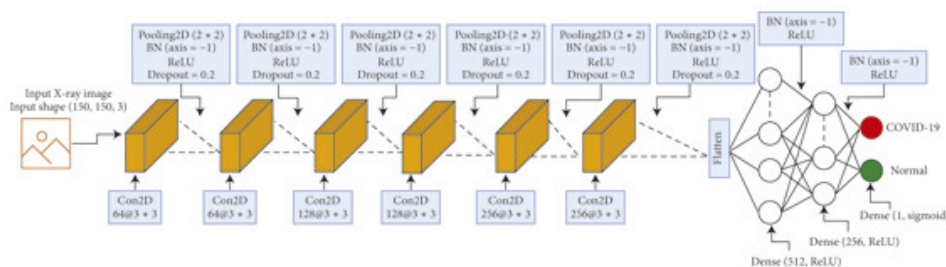 Pooling2D (2 * 2)
BN (axis = −1)
ReLU
Dropout = 0.2
Pooling2D (2 * 2)
BN (axis = −1)
ReLU
Dropout = 0.2
Pooling2D (2 * 2)
BN (axis = −1)
ReLU
Dropout = 0.2
Pooling2D (2 * 2)
BN (axis = −1)
ReLU
Dropout = 0.2
Pooling2D (2 * 2)
BN (axis = −1)
ReLU
Dropout = 0.2
Pooling2D (2 * 2)
BN (axis = −1)
ReLU
Dropout = 0.2
BN (axis = −1)
ReLU
BN (axis = −1)
ReLU
Input X-ray image
Input shape (150, 150, 3)
Flatten
COVID-19
Normal
Con2D
64@3 * 3
Con2D
64@3 * 3
Con2D
128@3 * 3
Con2D
128@3 * 3
Con2D
256@3 * 3
Con2D
256@3 * 3
Dense (1, sigmoid
Dense (256, ReLU)
Dense (512, ReLU)